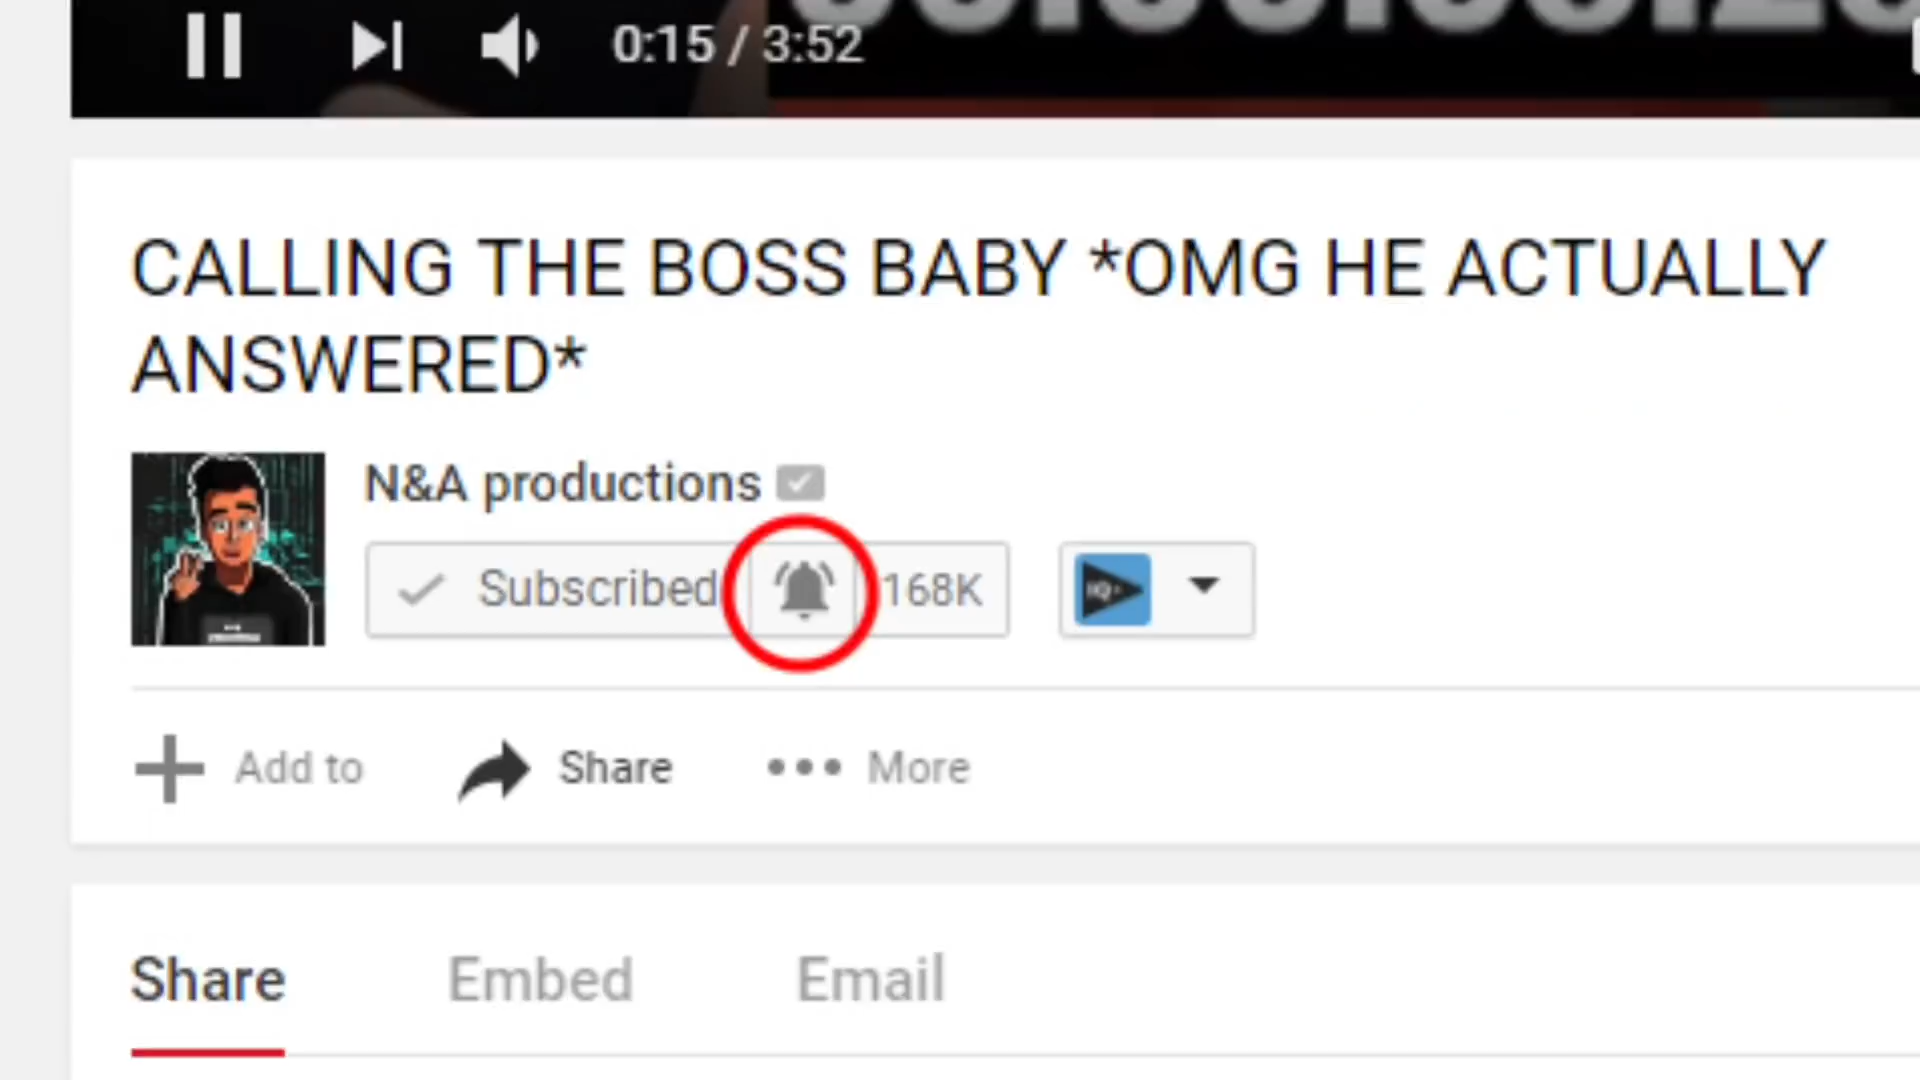 0:15 / 3:52
CALLING THE BOSS BABY *OMG HE ACTUALLY
ANSWERED*
N&A productions
Subscribed 168K
Add to Share More
Share Embed Email